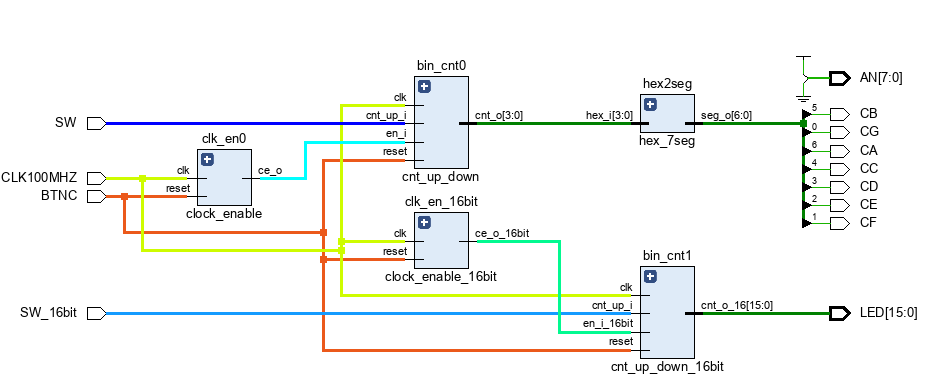 bin_cnt0
clk
cnt_up_i
en_i
reset
cnt_o[3:0]
cnt_up_down
hex2seg
hex_i[3:0]
seg_o[6:0]
hex_7seg
AN[7:0]
5 CB
0 CG
6 CA
4 CC
3 CD
2 CE
1 CF
SW
clk_en0
CLK100MHZ
BTNC
clk
reset
ce_o
clock_enable
clk_en_16bit
clk
reset
ce_o_16bit
clock_enable_16bit
bin_cnt1
SW_16bit
clk
cnt_up_i
en_i_16bit
reset
cnt_o_16[15:0]
LED[15:0]
cnt_up_down_16bit